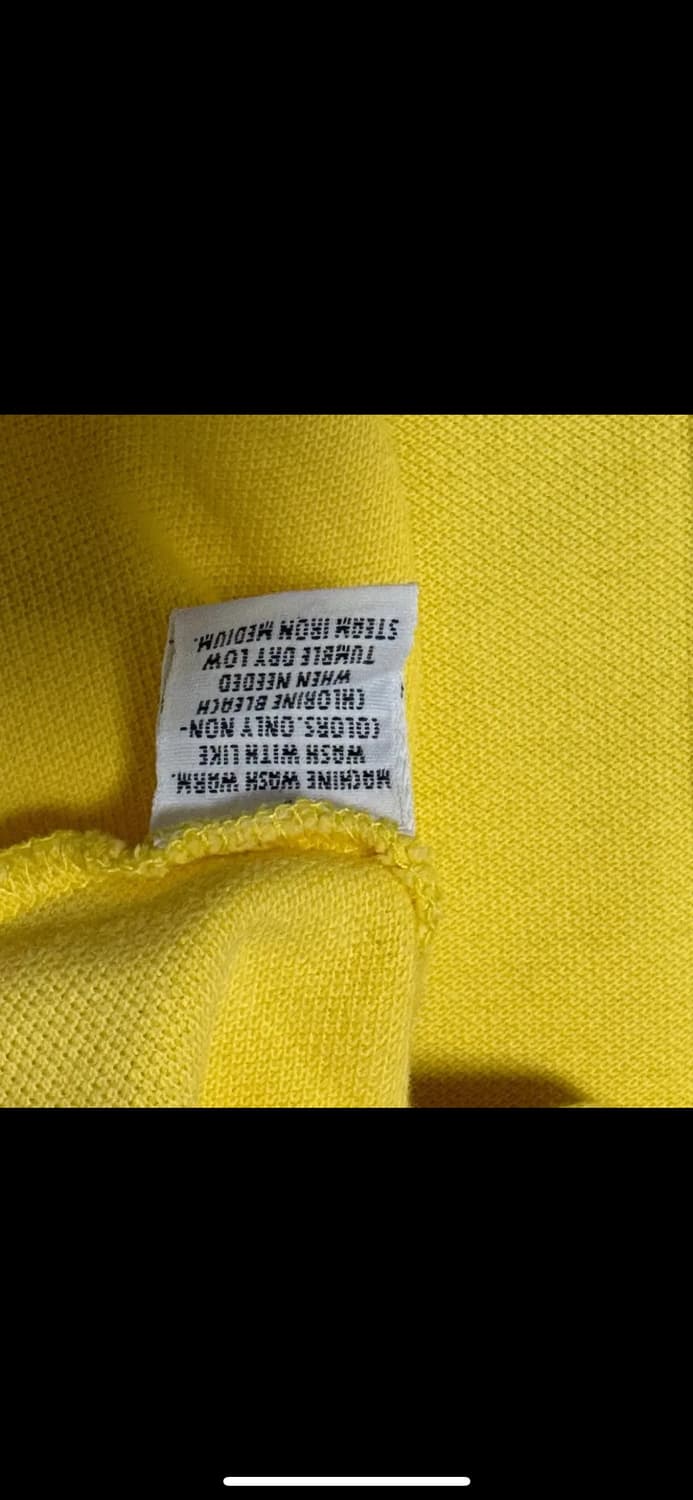 MACHINE WASH WARM.
WASH WITH LIKE
COLORS. ONLY NON-
CHLORINE BLEACH
WHEN NEEDED
TUMBLE DRY LOW
STEAM IRON MEDIUM.